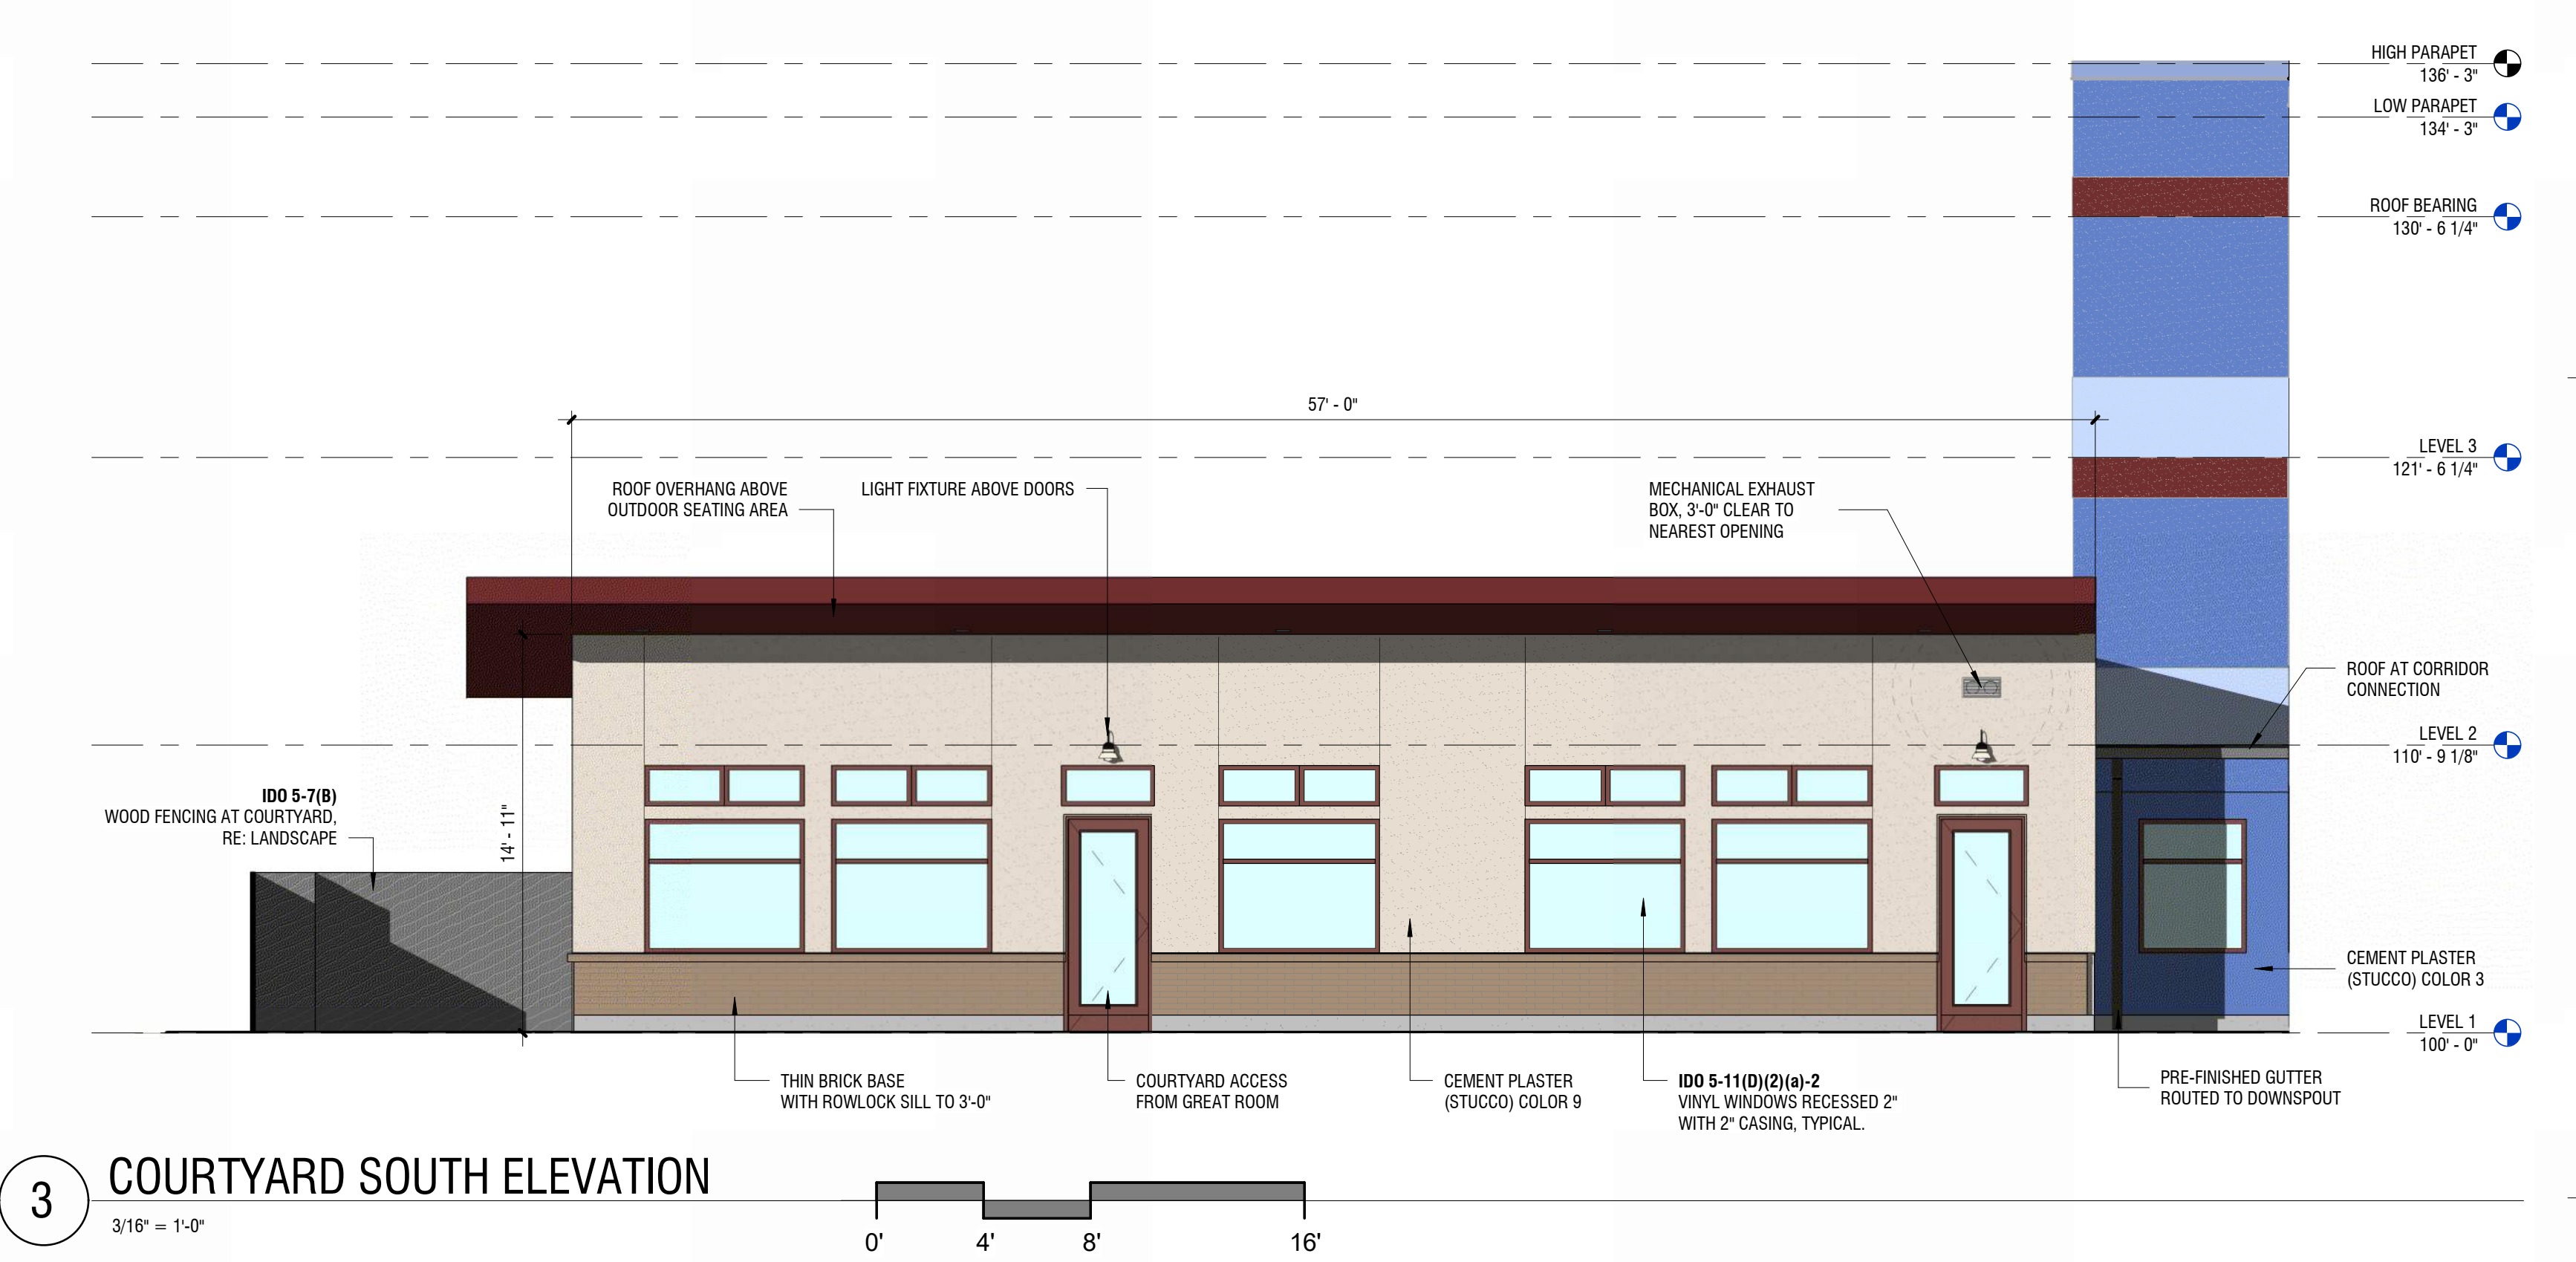 HIGH PARAPET
136' - 3"
LOW PARAPET
134' - 3"
ROOF BEARING
130' - 6 1/4"
57' - 0"
LEVEL 3
121' - 6 1/4"
ROOF OVERHANG ABOVE
OUTDOOR SEATING AREA
LIGHT FIXTURE ABOVE DOORS
MECHANICAL EXHAUST
BOX, 3'-0" CLEAR TO
NEAREST OPENING
ROOF AT CORRIDOR
CONNECTION
LEVEL 2
110' - 9 1/8"
IDO 5-7(B)
WOOD FENCING AT COURTYARD,
RE: LANDSCAPE
14' - 11"
CEMENT PLASTER
(STUCCO) COLOR 3
LEVEL 1
100' - 0"
THIN BRICK BASE
WITH ROWLOCK SILL TO 3'-0"
COURTYARD ACCESS
FROM GREAT ROOM
CEMENT PLASTER
(STUCCO) COLOR 9
IDO 5-11(D)(2)(a)-2
VINYL WINDOWS RECESSED 2"
WITH 2" CASING, TYPICAL.
PRE-FINISHED GUTTER
ROUTED TO DOWNSPOUT
3
COURTYARD SOUTH ELEVATION
3/16" = 1'-0"
0' 4' 8' 16'